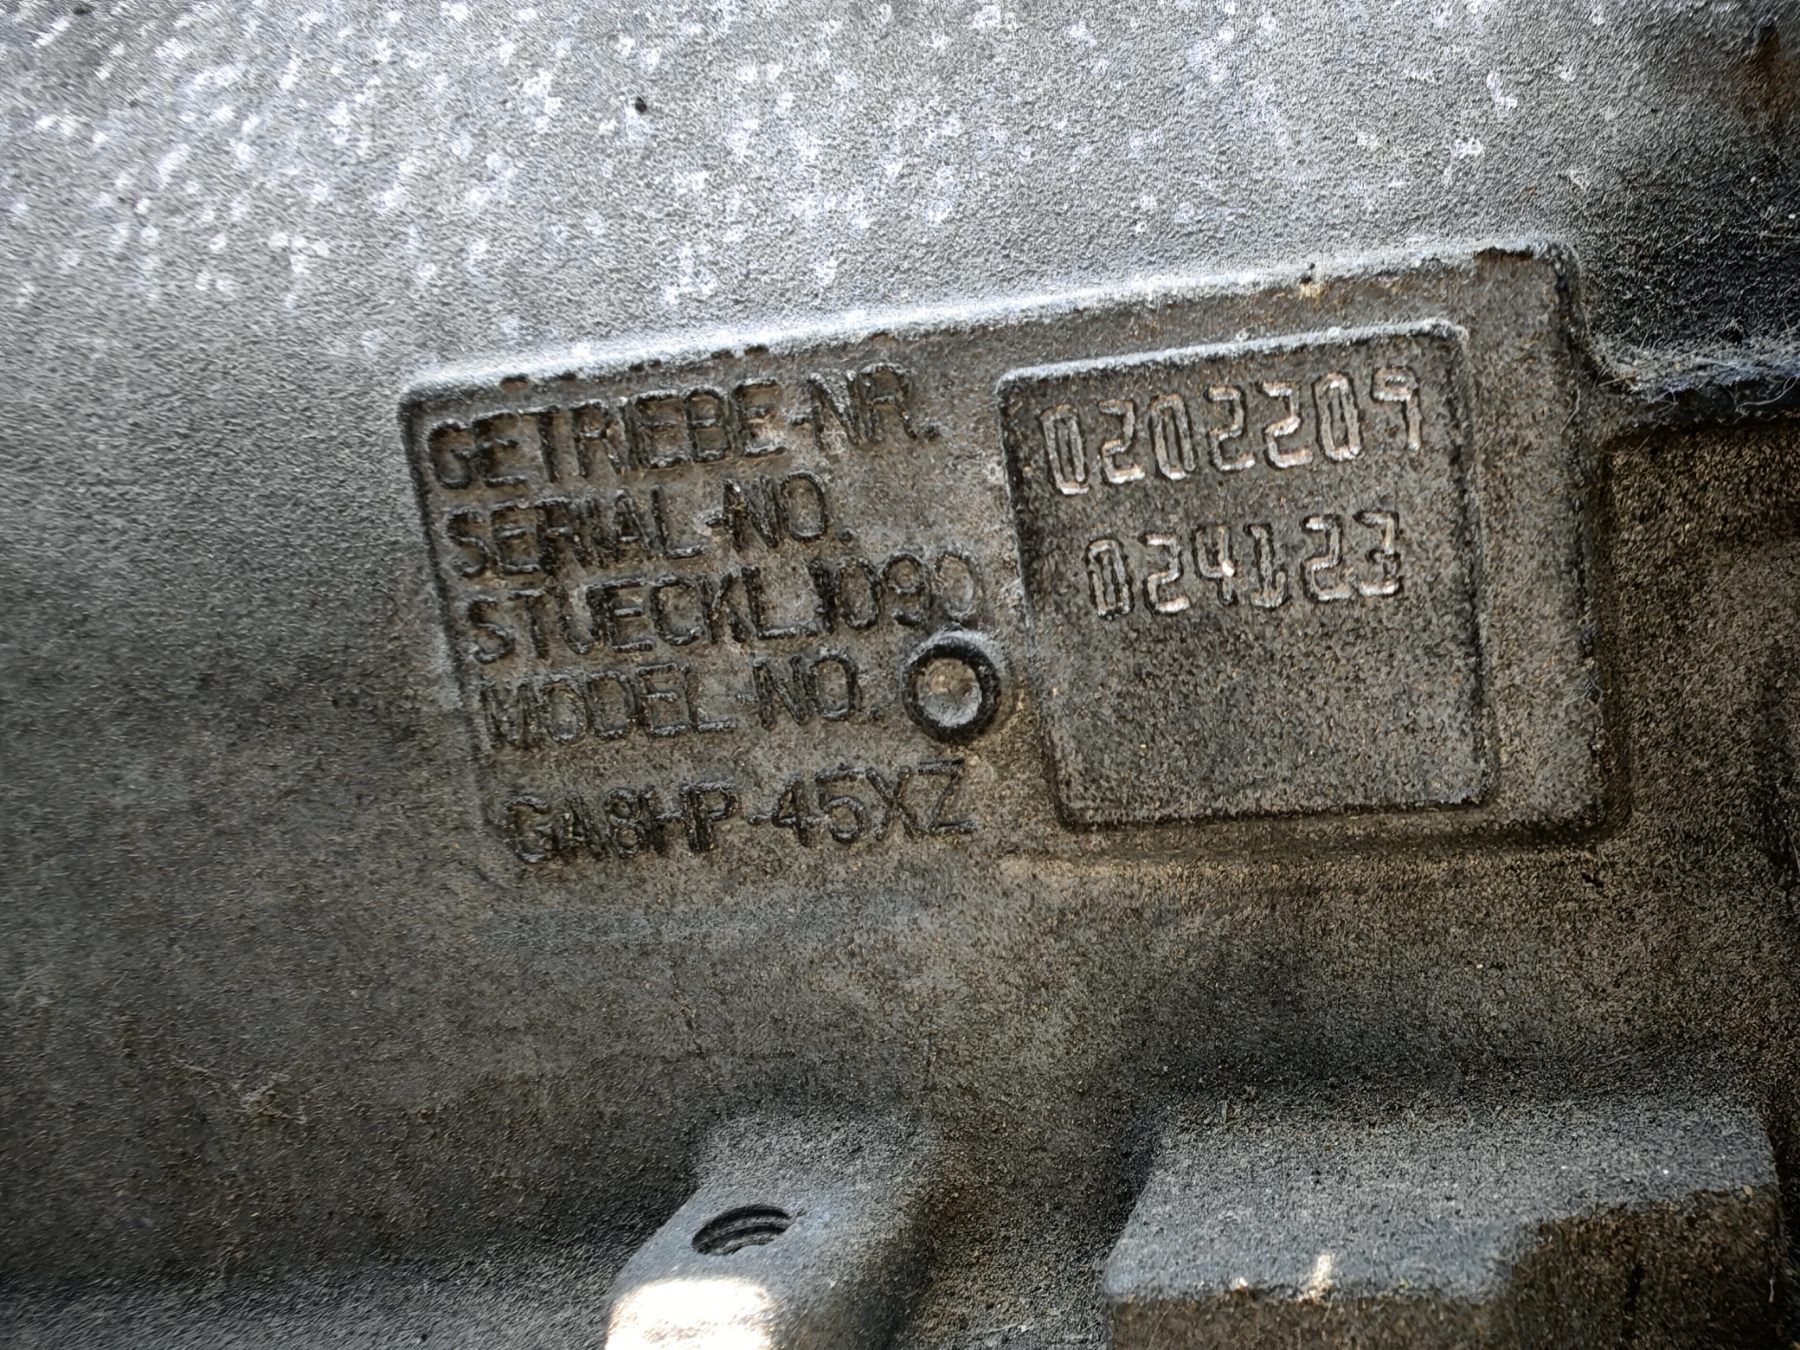 GETRIEBE-NR. 0202209
SERIAL-NO.
STUECKL.1090 024123
MODEL-NO.
GA8HP-45XZ